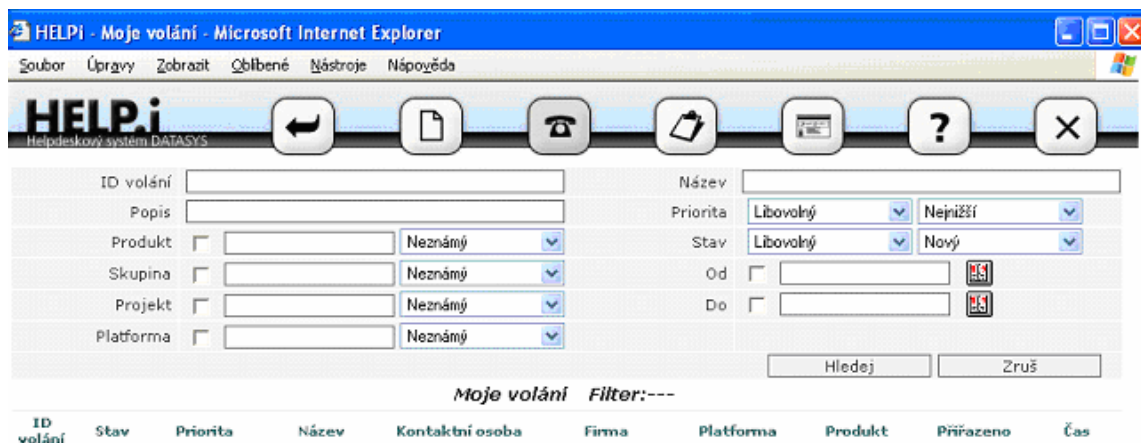 HELPi - Moje volání - Microsoft Internet Explorer
Soubor Úpravy Zobrazit Oblíbené Nástroje Nápověda
HELP.i
Helpdeskový systém DATASYS
?
ID volání Název
Popis Priorita Libovolný Nejnižší
Produkt Neznámý Stav Libovolný Nový
Skupina Neznámý Od
Projekt Neznámý Do
Platforma Neznámý
Hledej Zruš
Moje volání Filter:---
ID volání Stav Priorita Název Kontaktní osoba Firma Platforma Produkt Přiřazeno Čas